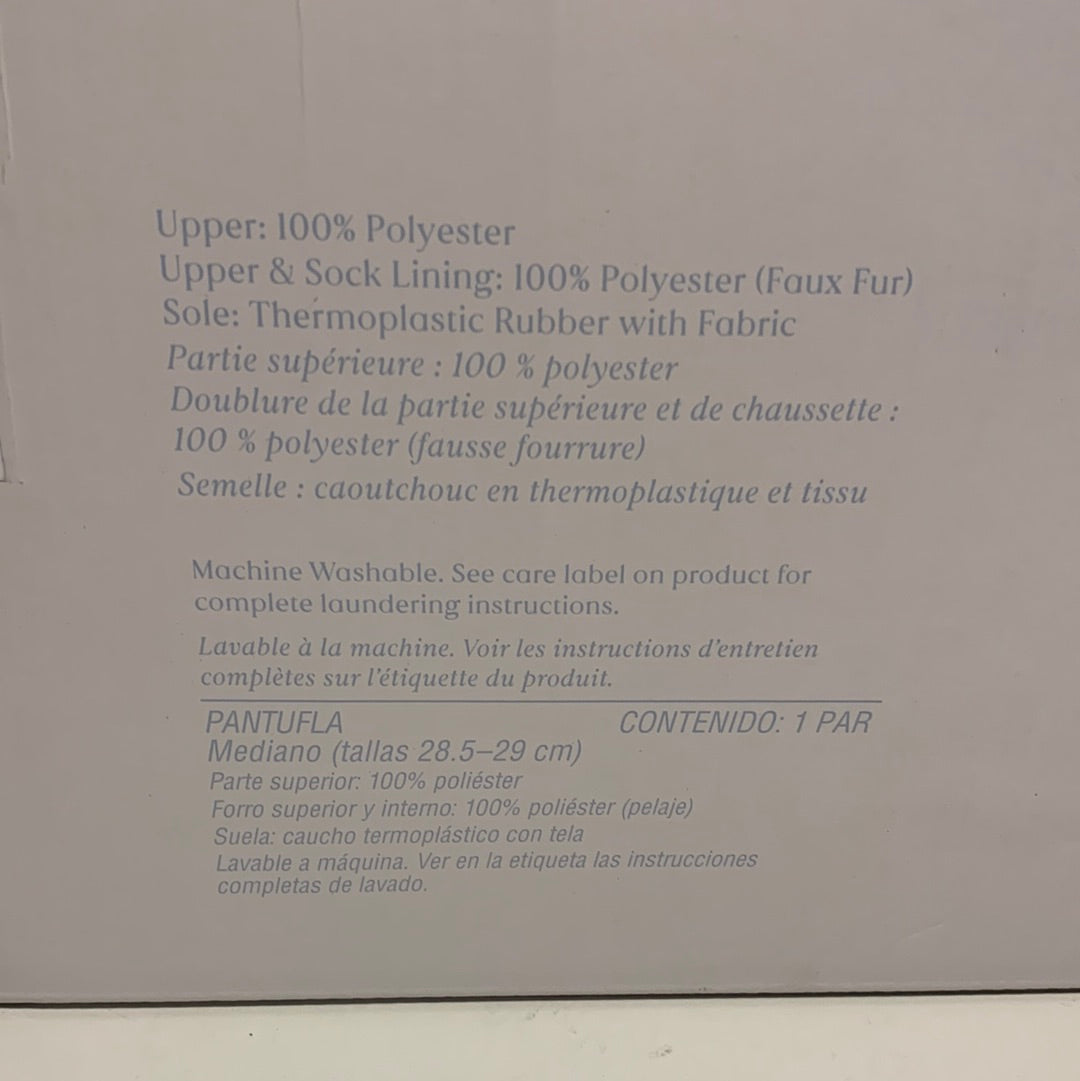 Upper: 100% Polyester
Upper & Sock Lining: 100% Polyester (Faux Fur)
Sole: Thermoplastic Rubber with Fabric
Partie supérieure : 100 % polyester
Doublure de la partie supérieure et de chaussette :
100 % polyester (fausse fourrure)
Semelle : caoutchouc en thermoplastique et tissu
Machine Washable. See care label on product for
complete laundering instructions.
Lavable à la machine. Voir les instructions d'entretien
complètes sur l'étiquette du produit.
PANTUFLA CONTENIDO: 1 PAR
Mediano (tallas 28.5–29 cm)
Parte superior: 100% poliéster
Forro superior y interno: 100% poliéster (pelaje)
Suela: caucho termoplástico con tela
Lavable a máquina. Ver en la etiqueta las instrucciones
completas de lavado.